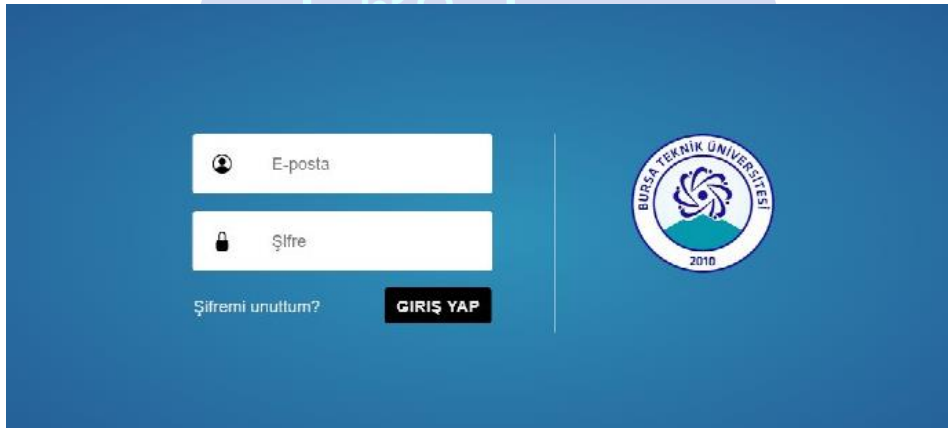 E-posta
Şifre
Şifremi unuttum?
GIRIŞ YAP
BURSA TEKNİK ÜNİVERSİTESİ
2010